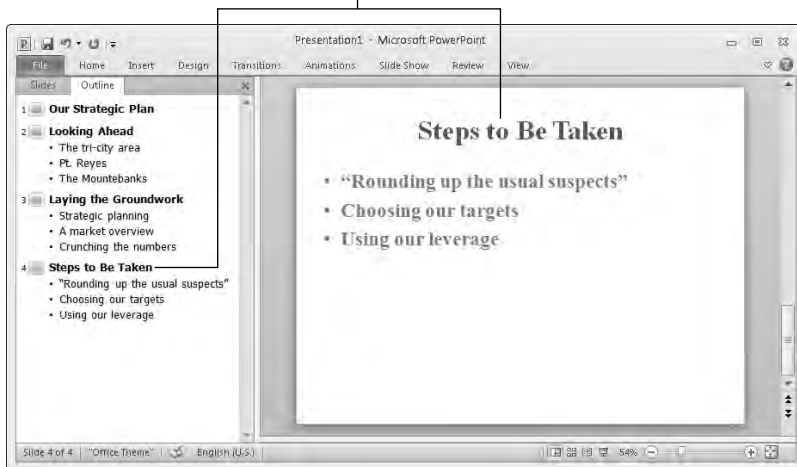 Presentation1 - Microsoft PowerPoint
File Home Insert Design Transitions Animations Slide Show Review View
Slides Outline
1 Our Strategic Plan
2 Looking Ahead
• The tri-city area
• Pt. Reyes
• The Mountebanks
3 Laying the Groundwork
• Strategic planning
• A market overview
• Crunching the numbers
4 Steps to Be Taken
• "Rounding up the usual suspects"
• Choosing our targets
• Using our leverage
Steps to Be Taken
• “Rounding up the usual suspects”
• Choosing our targets
• Using our leverage
Slide 4 of 4 "Office Theme" English (U.S.) 54%